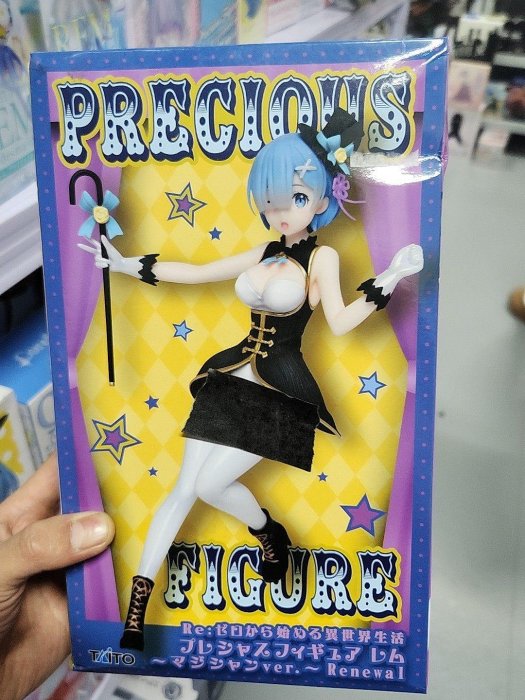 PRECIOUS
FIGURE
Re:ゼロから始める異世界生活
プレシャスフィギュア レム
～マジシャンver.～ Renewal
TAITO